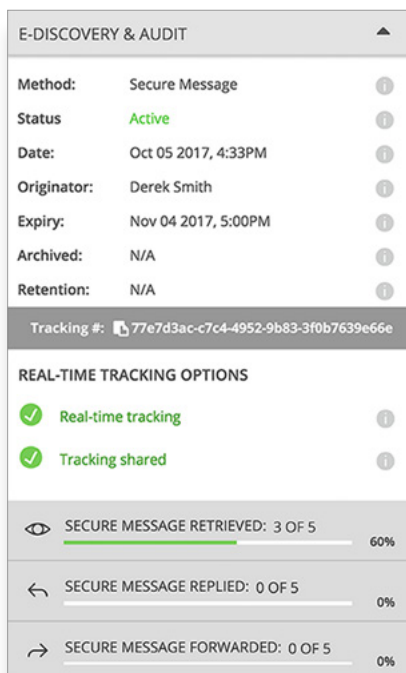 E-DISCOVERY & AUDIT
Method: Secure Message
Status Active
Date: Oct 05 2017, 4:33PM
Originator: Derek Smith
Expiry: Nov 04 2017, 5:00PM
Archived: N/A
Retention: N/A
Tracking #: 77e7d3ac-c7c4-4952-9b83-3f0b7639e66e
REAL-TIME TRACKING OPTIONS
Real-time tracking
Tracking shared
SECURE MESSAGE RETRIEVED: 3 OF 5
60%
SECURE MESSAGE REPLIED: 0 OF 5
0%
SECURE MESSAGE FORWARDED: 0 OF 5
0%